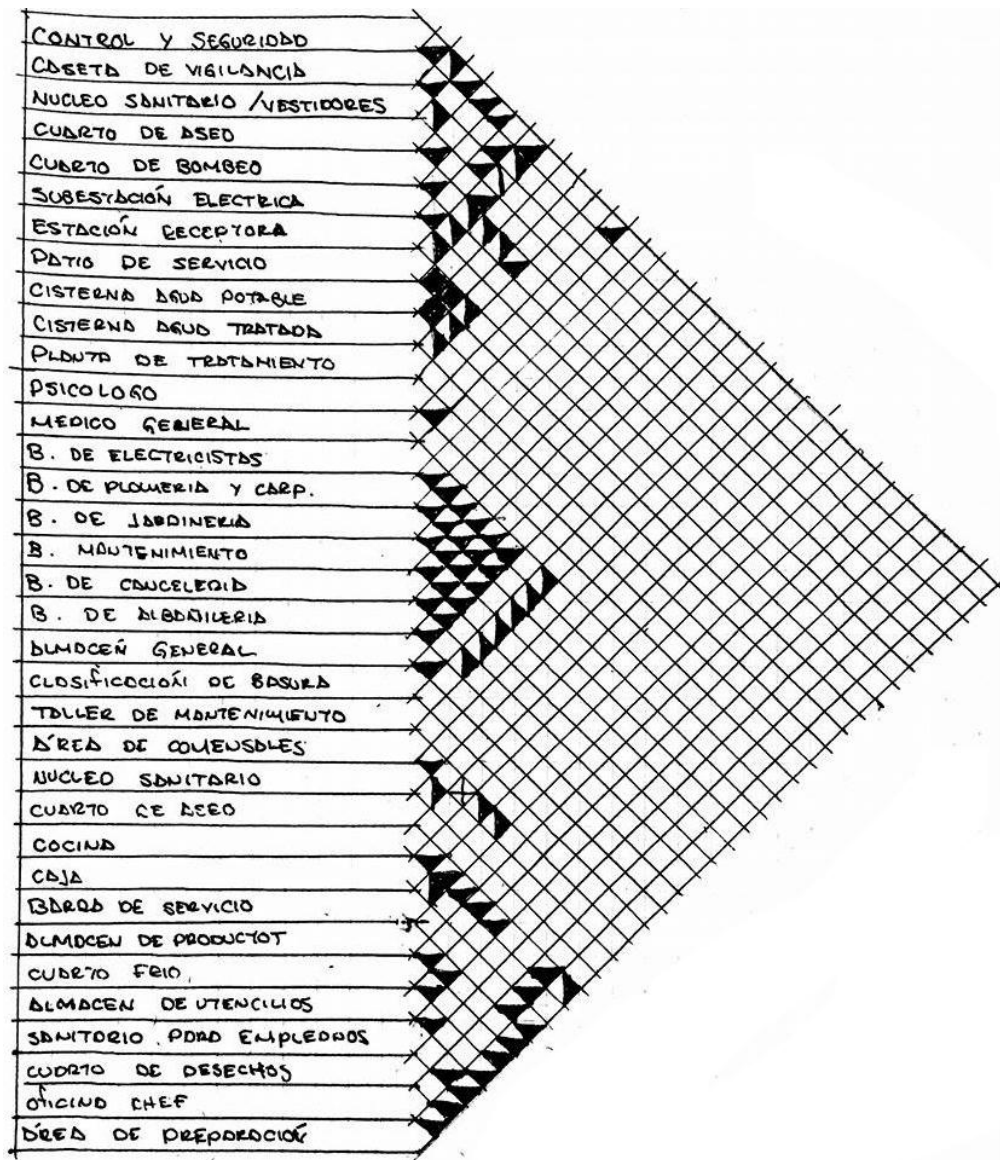 CONTROL Y SEGURIDAD
CASETA DE VIGILANCIA
NUCLEO SANITARIO /VESTIDORES
CUARTO DE ASEO
CUARTO DE BOMBEO
SUBESTACIÓN ELECTRICA
ESTACIÓN RECEPTORA
PATIO DE SERVICIO
CISTERNA AGUA POTABLE
CISTERNA AGUA TRATADA
PLANTA DE TRATAMIENTO
PSICOLOGO
MEDICO GENERAL
B. DE ELECTRICISTAS
B. DE PLOMERIA Y CARP.
B. DE JARDINERIA
B. MANTENIMIENTO
B. DE CANCELERIA
B. DE ALBAÑILERIA
ALMACEÑ GENERAL
CLASIFICACIÓN DE BASURA
TALLER DE MANTENIMIENTO
ÁREA DE COMENSALES
NUCLEO SANITARIO
CUARTO DE ASEO
COCINA
CAJA
BARRA DE SERVICIO
ALMACEN DE PRODUCTOT
CUARTO FRIO
ALMACEN DE UTENCILIOS
SANITORIO PARA EMPLEADOS
CUARTO DE DESECHOS
OFICINA CHEF
ÁREA DE PREPARACIÓN